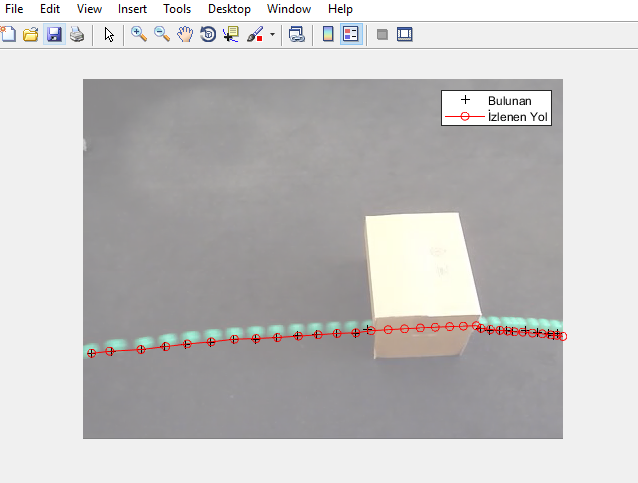 File Edit View Insert Tools Desktop Window Help
Bulunan
İzlenen Yol